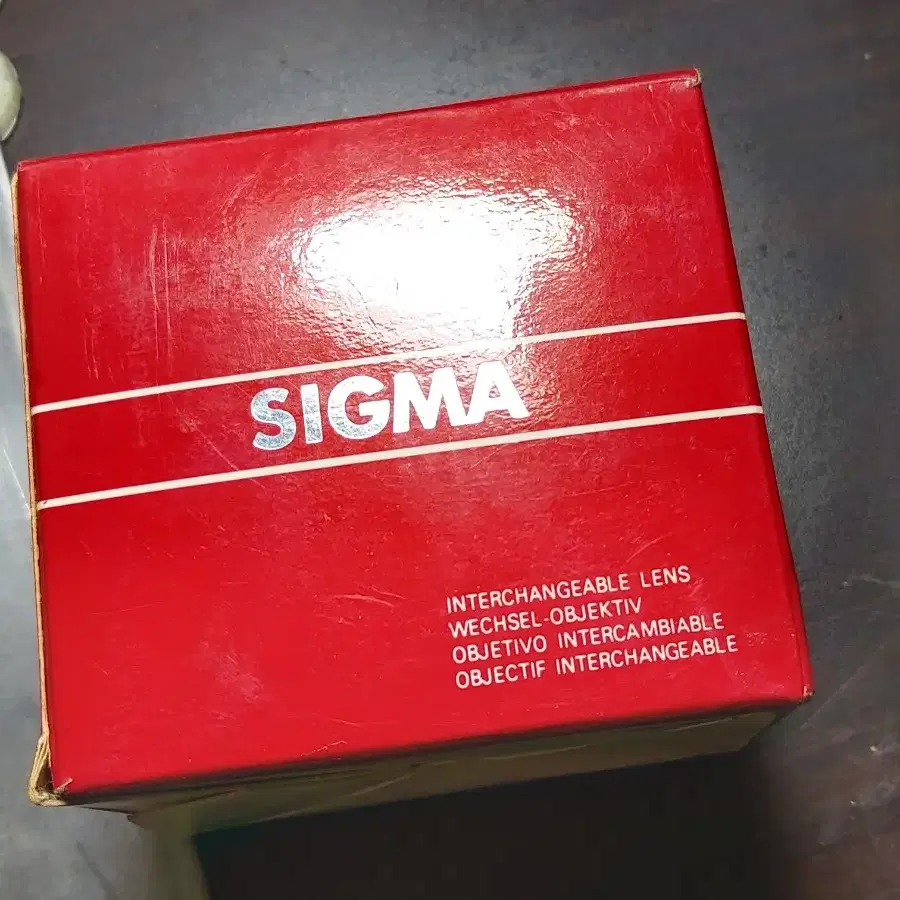 SIGMA
INTERCHANGEABLE LENS
WECHSEL-OBJEKTIV
OBJETIVO INTERCAMBIABLE
OBJECTIF INTERCHANGEABLE